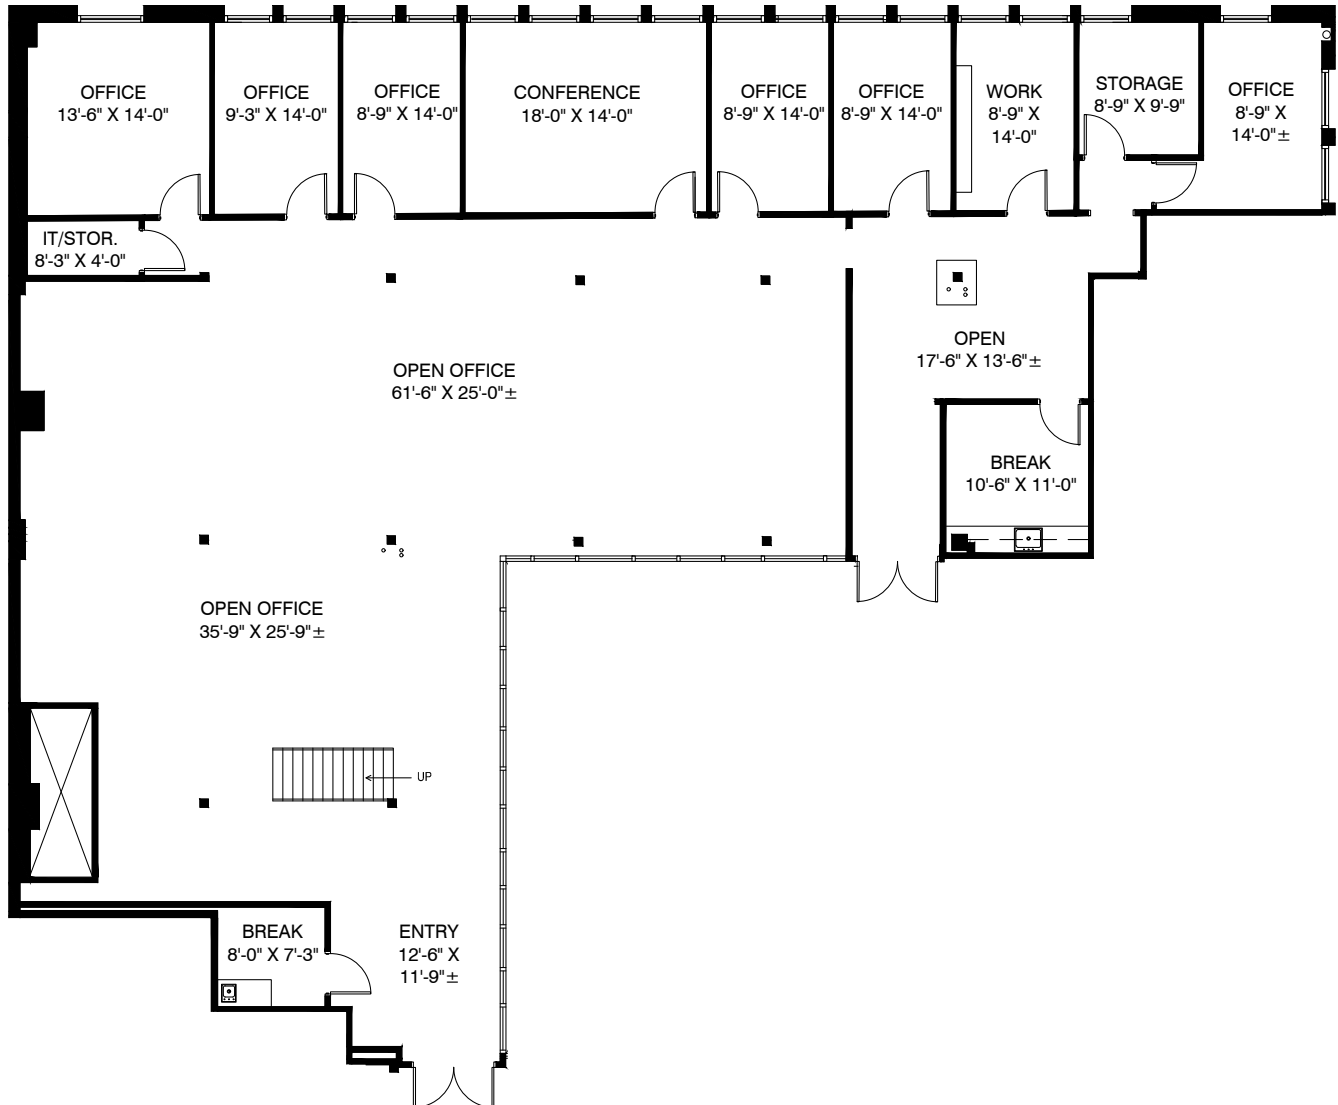 OFFICE
13'-6" X 14'-0"
OFFICE
9'-3" X 14'-0"
OFFICE
8'-9" X 14'-0"
CONFERENCE
18'-0" X 14'-0"
OFFICE
8'-9" X 14'-0"
OFFICE
8'-9" X 14'-0"
WORK
8'-9" X
14'-0"
STORAGE
8'-9" X 9'-9"
OFFICE
8'-9" X
14'-0"±
IT/STOR.
8'-3" X 4'-0"
OPEN OFFICE
61'-6" X 25'-0"±
OPEN
17'-6" X 13'-6"±
BREAK
10'-6" X 11'-0"
OPEN OFFICE
35'-9" X 25'-9"±
UP
BREAK
8'-0" X 7'-3"
ENTRY
12'-6" X
11'-9"±